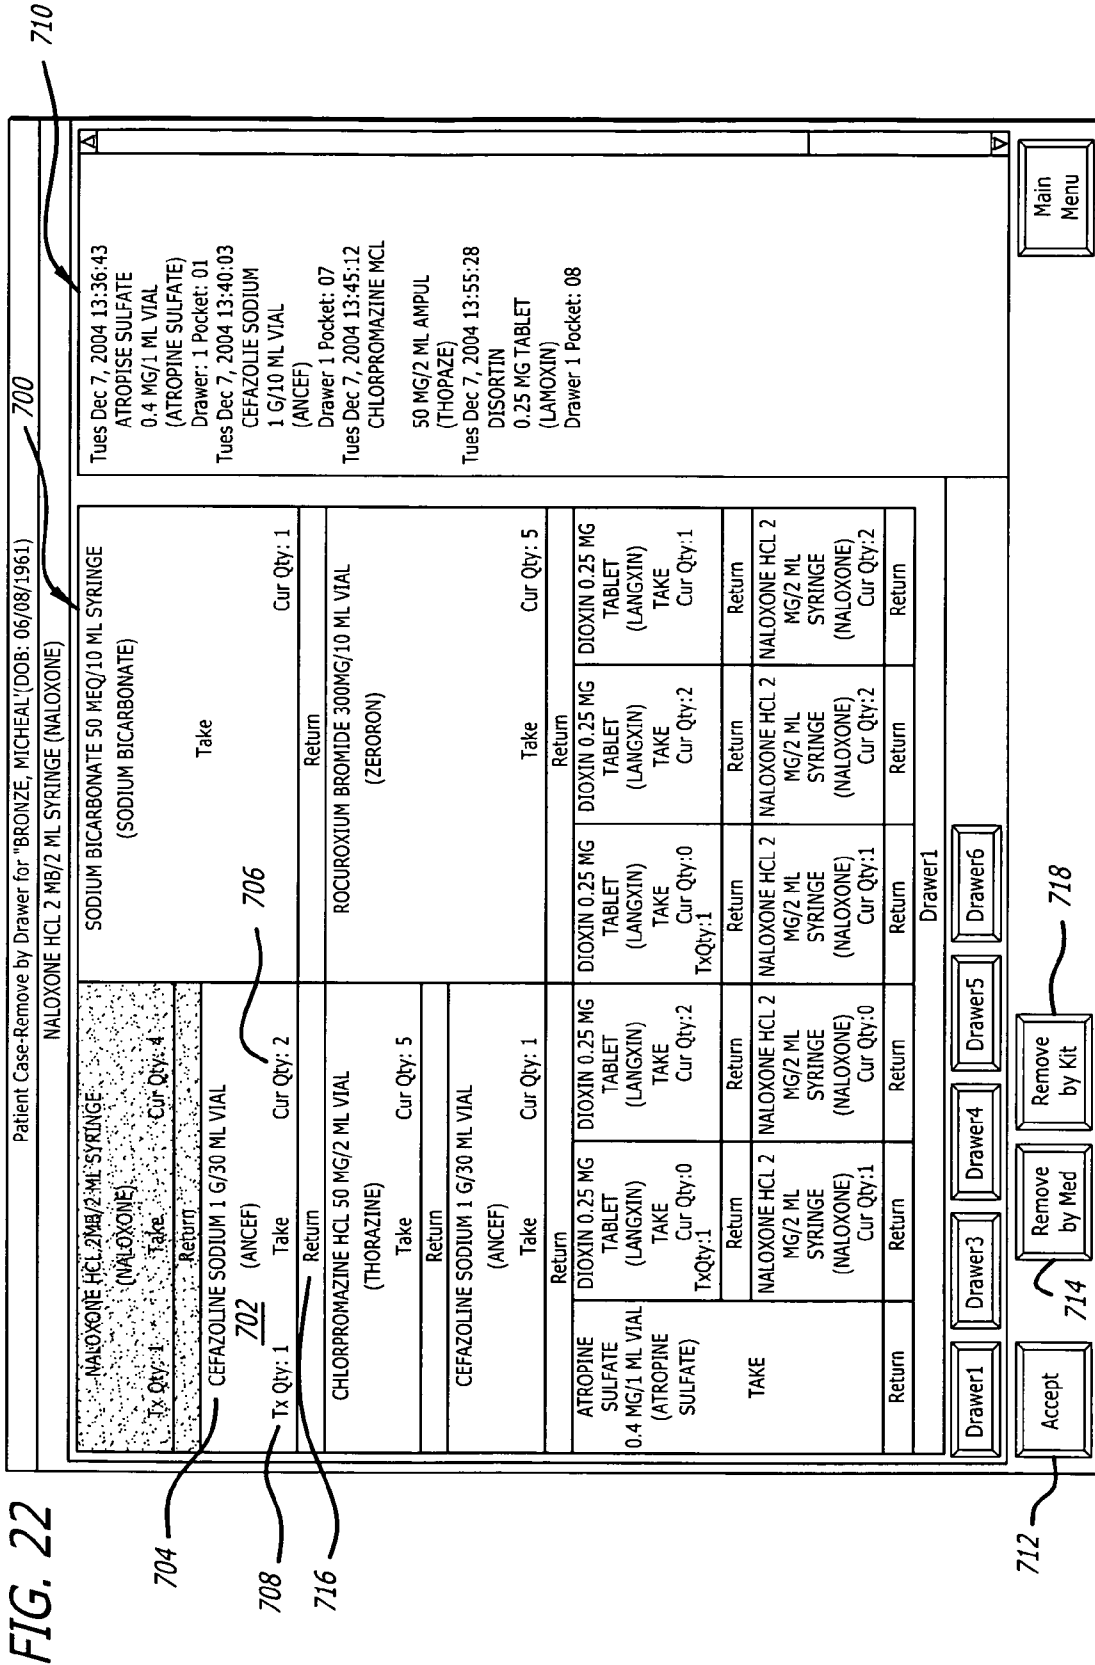 FIG. 22
Patient Case-Remove by Drawer for "BRONZE, MICHEAL'(DOB: 06/08/1961)
700
710
NALOXONE HCL 2 MB/2 ML SYRINGE (NALOXONE)
NALOXONE HCL 2MB/2 ML SYRINGE
(NALOXONE)
Tx Qty: 1 Take Cur Qty: 4
Return
704
CEFAZOLINE SODIUM 1 G/30 ML VIAL
702
(ANCEF)
706
708
Tx Qty: 1 Take Cur Qty: 2
716
Return
CHLORPROMAZINE HCL 50 MG/2 ML VIAL
(THORAZINE)
Take Cur Qty: 5
Return
CEFAZOLINE SODIUM 1 G/30 ML VIAL
(ANCEF)
Take Cur Qty: 1
Return
SODIUM BICARBONATE 50 MEQ/10 ML SYRINGE
(SODIUM BICARBONATE)
Take
Cur Qty: 1
Return
ROCUROXIUM BROMIDE 300MG/10 ML VIAL
(ZERORON)
Take Cur Qty: 5
Return
ATROPINE
SULFATE
0.4 MG/1 ML VIAL
(ATROPINE
SULFATE)
TAKE
Return
DIOXIN 0.25 MG
TABLET
(LANGXIN)
TAKE
Cur Qty:0
TxQty:1
Return
DIOXIN 0.25 MG
TABLET
(LANGXIN)
TAKE
Cur Qty:2
Return
DIOXIN 0.25 MG
TABLET
(LANGXIN)
TAKE
Cur Qty:0
TxQty:1
Return
DIOXIN 0.25 MG
TABLET
(LANGXIN)
TAKE
Cur Qty:2
Return
DIOXIN 0.25 MG
TABLET
(LANGXIN)
TAKE
Cur Qty:1
Return
NALOXONE HCL 2
MG/2 ML
SYRINGE
(NALOXONE)
Cur Qty:1
Return
NALOXONE HCL 2
MG/2 ML
SYRINGE
(NALOXONE)
Cur Qty:0
Return
NALOXONE HCL 2
MG/2 ML
SYRINGE
(NALOXONE)
Cur Qty:1
Return
NALOXONE HCL 2
MG/2 ML
SYRINGE
(NALOXONE)
Cur Qty:2
Return
NALOXONE HCL 2
MG/2 ML
SYRINGE
(NALOXONE)
Cur Qty:2
Return
Drawer1
Tues Dec 7, 2004 13:36:43
ATROPISE SULFATE
0.4 MG/1 ML VIAL
(ATROPINE SULFATE)
Drawer: 1 Pocket: 01
Tues Dec 7, 2004 13:40:03
CEFAZOLIE SODIUM
1 G/10 ML VIAL
(ANCEF)
Drawer 1 Pocket: 07
Tues Dec 7, 2004 13:45:12
CHLORPROMAZINE MCL
50 MG/2 ML AMPUL
(THOPAZE)
Tues Dec 7, 2004 13:55:28
DISORTIN
0.25 MG TABLET
(LAMOXIN)
Drawer 1 Pocket: 08
Drawer1 Drawer3 Drawer4 Drawer5 Drawer6
712
Accept
714
Remove
by Med
Remove
by Kit
718
Main
Menu